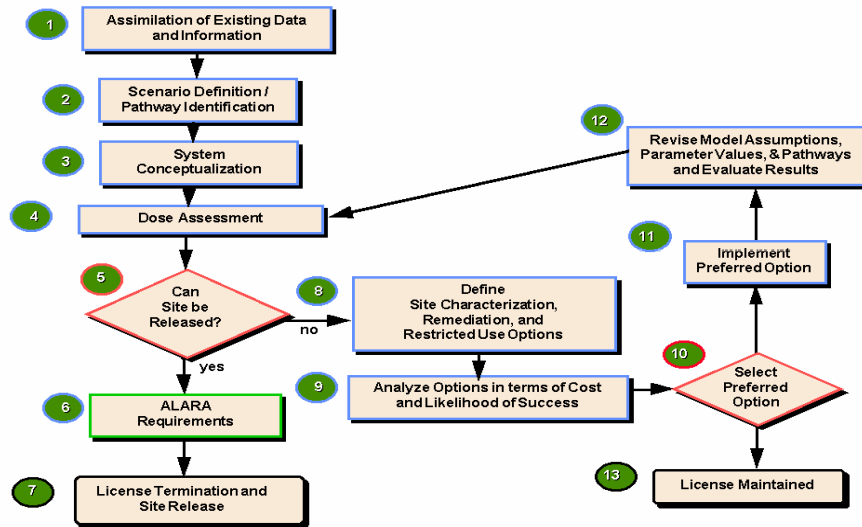 1
Assimilation of Existing Data
and Information
2
Scenario Definition /
Pathway Identification
3
System
Conceptualization
4
Dose Assessment
5
Can
Site be
Released?
no
yes
6
ALARA
Requirements
7
License Termination and
Site Release
8
Define
Site Characterization,
Remediation, and
Restricted Use Options
9
Analyze Options in terms of Cost
and Likelihood of Success
10
Select
Preferred
Option
11
Implement
Preferred Option
12
Revise Model Assumptions,
Parameter Values, & Pathways
and Evaluate Results
13
License Maintained